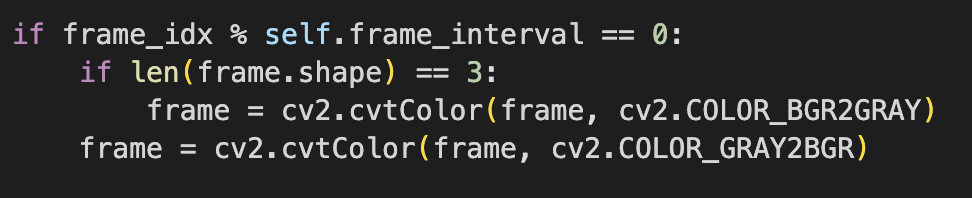 if frame_idx % self.frame_interval == 0:
    if len(frame.shape) == 3:
        frame = cv2.cvtColor(frame, cv2.COLOR_BGR2GRAY)
    frame = cv2.cvtColor(frame, cv2.COLOR_GRAY2BGR)